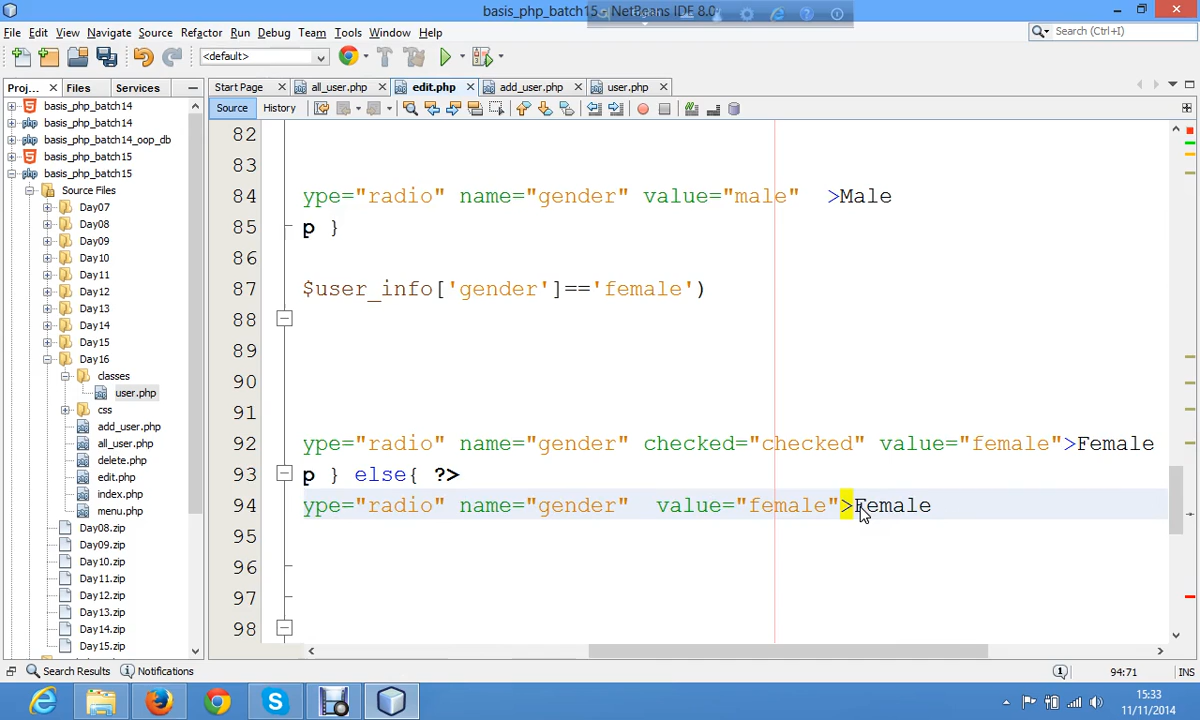 basis_php_batch15 - NetBeans IDE 8.0
File Edit View Navigate Source Refactor Run Debug Team Tools Window Help
Search (Ctrl+I)
<default>
Proj... Files Services
Start Page all_user.php edit.php add_user.php user.php
Source History
basis_php_batch14
basis_php_batch14
basis_php_batch14_oop_db
basis_php_batch15
basis_php_batch15
Source Files
Day07
Day08
Day09
Day10
Day11
Day12
Day13
Day14
Day15
Day16
classes
user.php
css
add_user.php
all_user.php
delete.php
edit.php
index.php
menu.php
Day08.zip
Day09.zip
Day10.zip
Day11.zip
Day12.zip
Day13.zip
Day14.zip
Day15.zip
82
83
84 ype="radio" name="gender" value="male"  >Male
85 p }
86
87 $user_info['gender']=='female')
88
89
90
91
92 ype="radio" name="gender" checked="checked" value="female">Female
93 p } else{ ?>
94 ype="radio" name="gender"  value="female">Female
95
96
97
98
Search Results Notifications
94:71 INS
15:33
11/11/2014